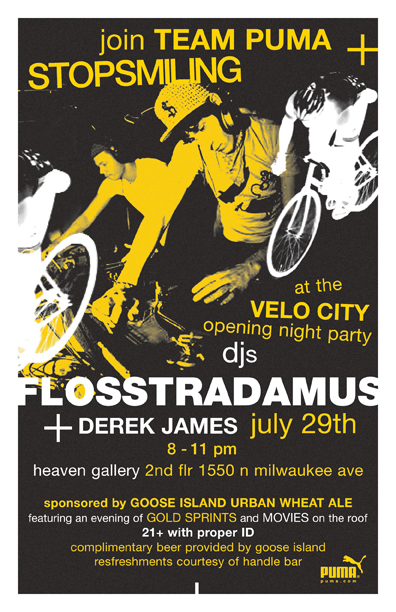 join TEAM PUMA +
STOPSMILING
at the
VELO CITY
opening night party
djs
FLOSSTRADAMUS
+ DEREK JAMES july 29th
8 - 11 pm
heaven gallery 2nd flr 1550 n milwaukee ave
sponsored by GOOSE ISLAND URBAN WHEAT ALE
featuring an evening of GOLD SPRINTS and MOVIES on the roof
21+ with proper ID
complimentary beer provided by goose island
resfreshments courtesy of handle bar
PUMA
puma.com